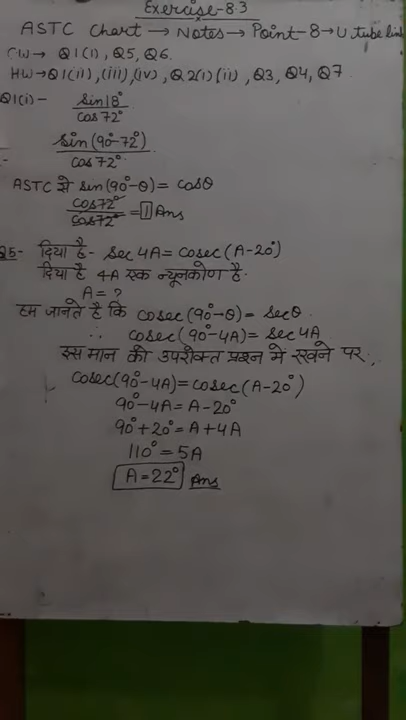 Exercise-8.3
ASTC Chart → Notes → Point-8 → U tube link
CW → Q1(i), Q5, Q6
HW → Q1(ii),(iii),(iv), Q2(i)(ii), Q3, Q4, Q7
Q1(i)- sin18°/cos72°
sin(90°-72°)/cos72°
ASTC से sin(90°-θ)= cosθ
cos72°/cos72° = 1 Ans
Q5- दिया है- sec4A = cosec(A-20°)
दिया है 4A एक न्यूनकोण है.
A= ?
हम जानते है कि cosec(90°-θ)= secθ.
∴ cosec(90°-4A)= sec4A
इस मान को उपरोक्त प्रश्न में रखने पर.
cosec(90°-4A)=cosec(A-20°)
90°-4A = A-20°
90°+20° = A+4A
110° = 5A
A=22° Ans